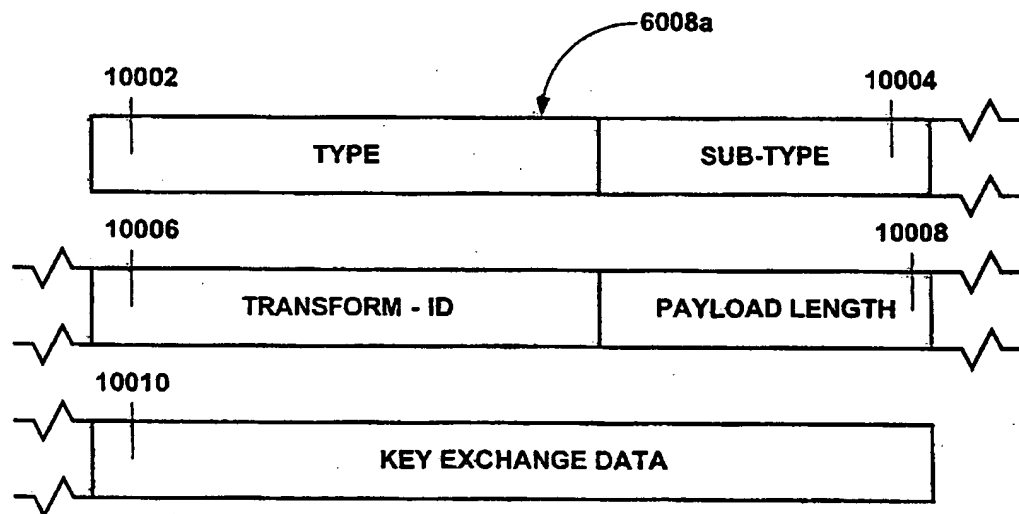 6008a
10002 10004
TYPE SUB-TYPE
10006 10008
TRANSFORM - ID PAYLOAD LENGTH
10010
KEY EXCHANGE DATA